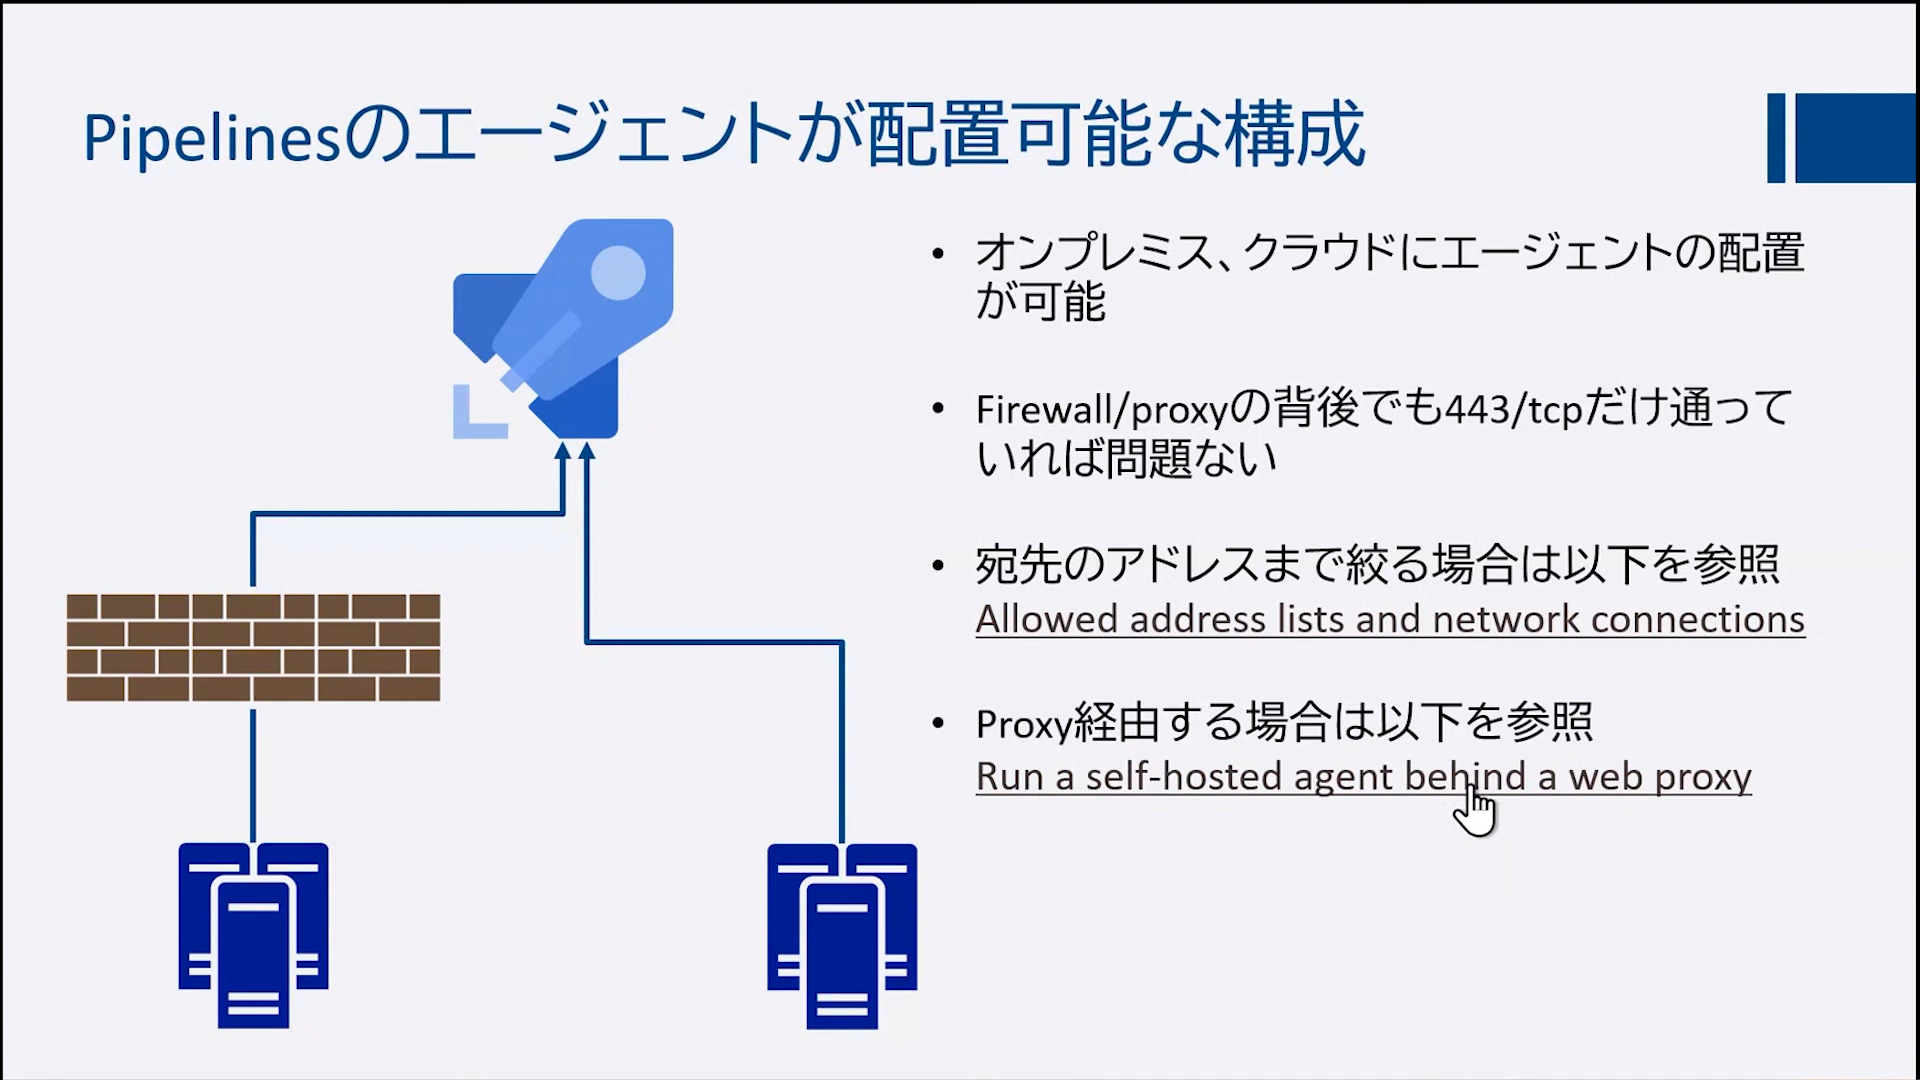 Pipelinesのエージェントが配置可能な構成
• オンプレミス、クラウドにエージェントの配置
が可能
• Firewall/proxyの背後でも443/tcpだけ通って
いれば問題ない
• 宛先のアドレスまで絞る場合は以下を参照
Allowed address lists and network connections
• Proxy経由する場合は以下を参照
Run a self-hosted agent behind a web proxy